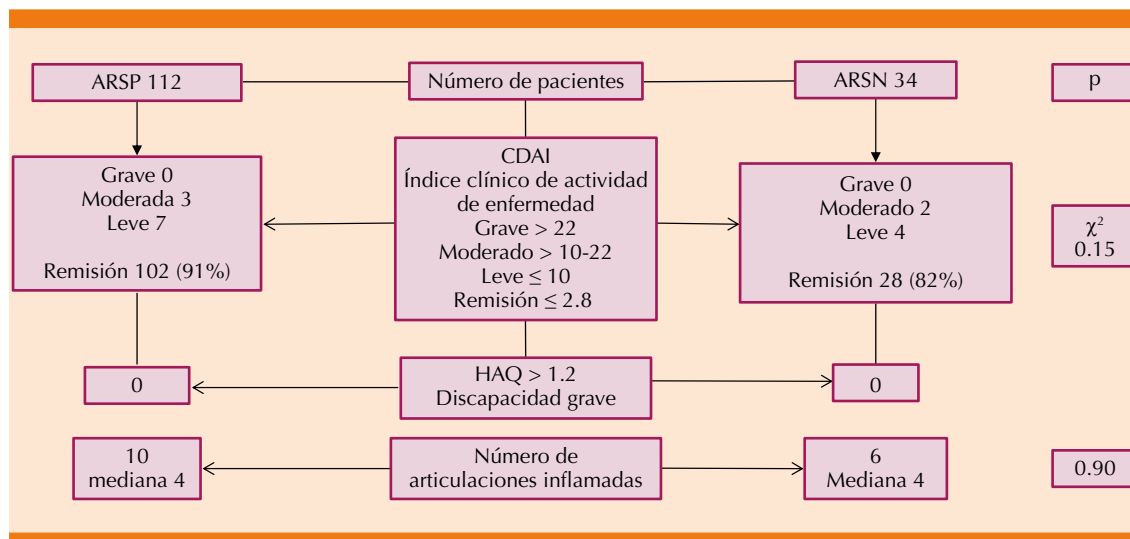 ARSP 112
Número de pacientes
ARSN 34
p
Grave 0
Moderada 3
Leve 7
Remisión 102 (91%)
CDAI
Índice clínico de actividad
de enfermedad
Grave > 22
Moderado > 10-22
Leve ≤ 10
Remisión ≤ 2.8
Grave 0
Moderado 2
Leve 4
Remisión 28 (82%)
χ²
0.15
0
HAQ > 1.2
Discapacidad grave
0
10
mediana 4
Número de
articulaciones inflamadas
6
Mediana 4
0.90